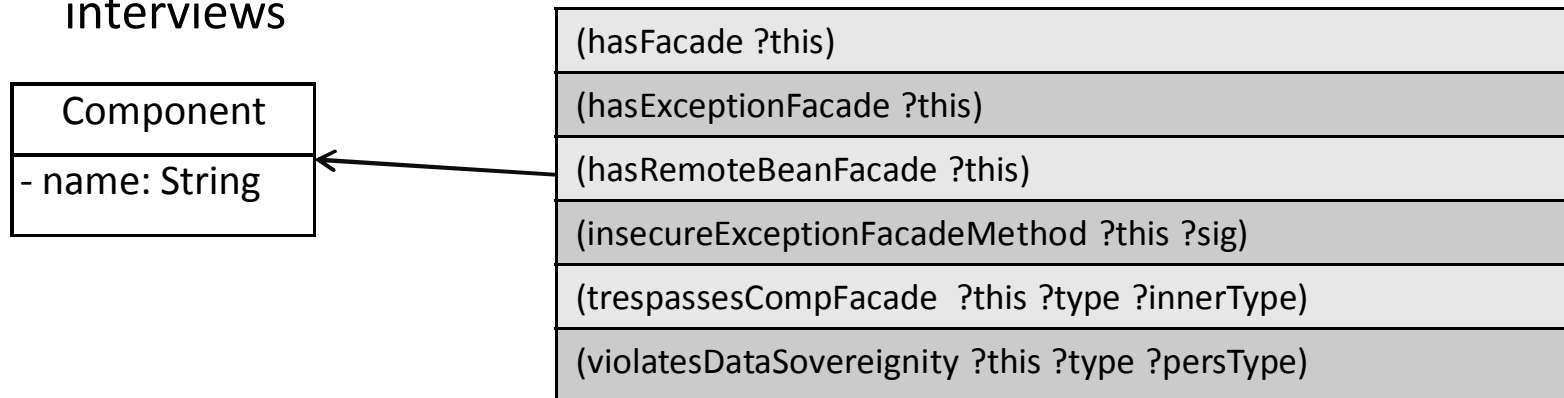 interviews
Component
- name: String
(hasFacade ?this)
(hasExceptionFacade ?this)
(hasRemoteBeanFacade ?this)
(insecureExceptionFacadeMethod ?this ?sig)
(trespassesCompFacade ?this ?type ?innerType)
(violatesDataSovereignity ?this ?type ?persType)